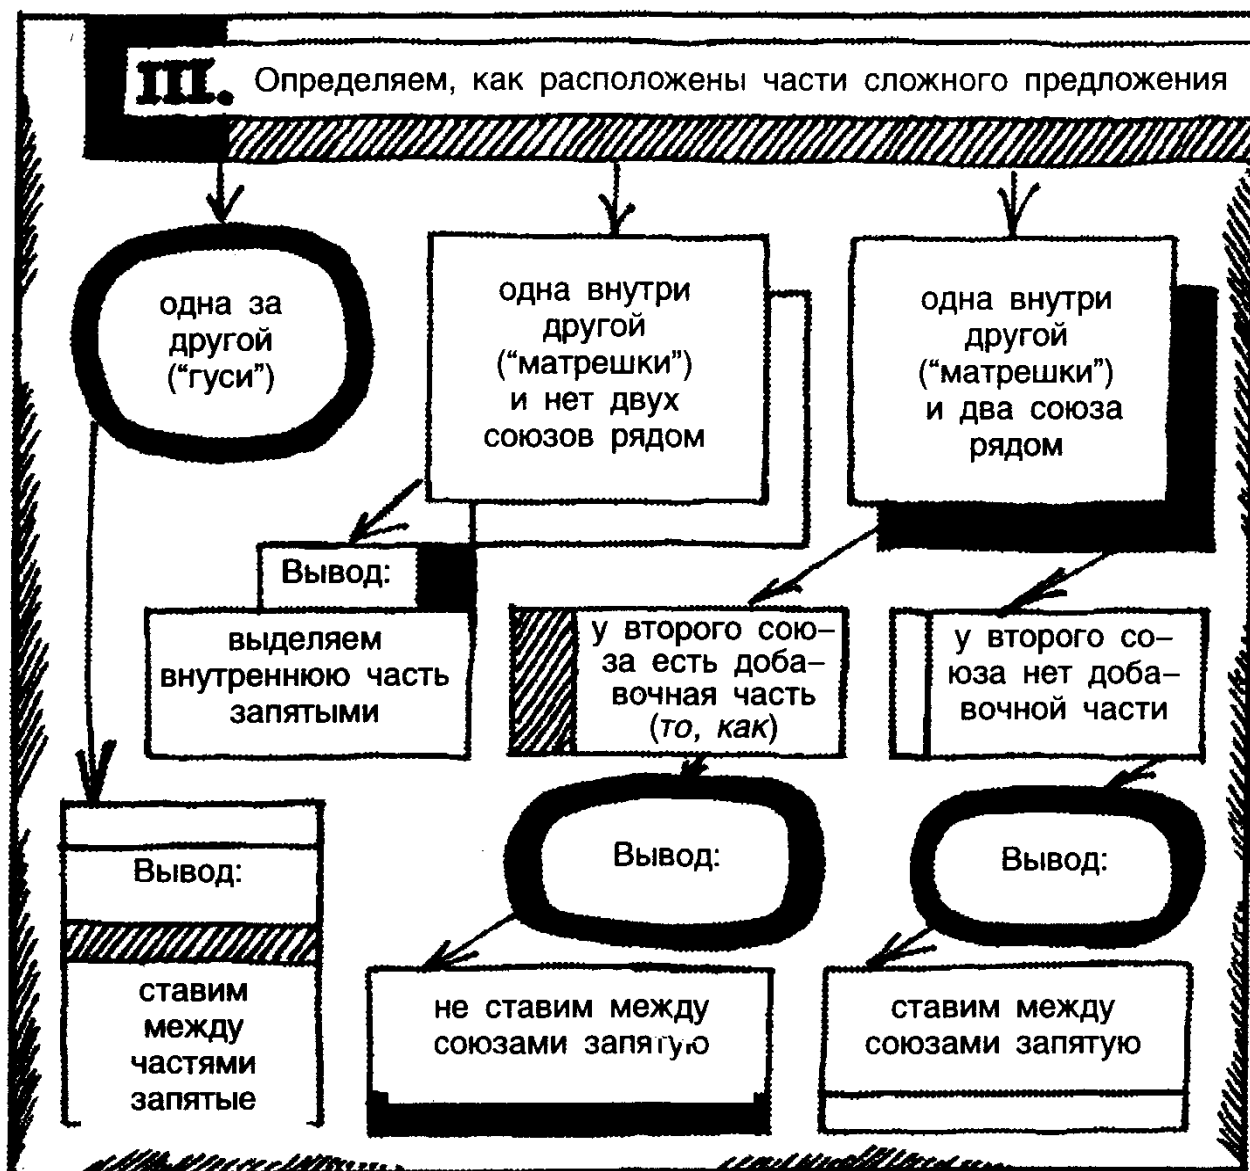 III. Определяем, как расположены части сложного предложения
одна за
другой
(“гуси”)
одна внутри
другой
(“матрешки”)
и нет двух
союзов рядом
одна внутри
другой
(“матрешки”)
и два союза
рядом
Вывод:
выделяем
внутреннюю часть
запятыми
у второго сою–
за есть доба–
вочная часть
(то, как)
у второго со–
юза нет доба–
вочной части
Вывод:
ставим
между
частями
запятые
Вывод:
не ставим между
союзами запятую
Вывод:
ставим между
союзами запятую